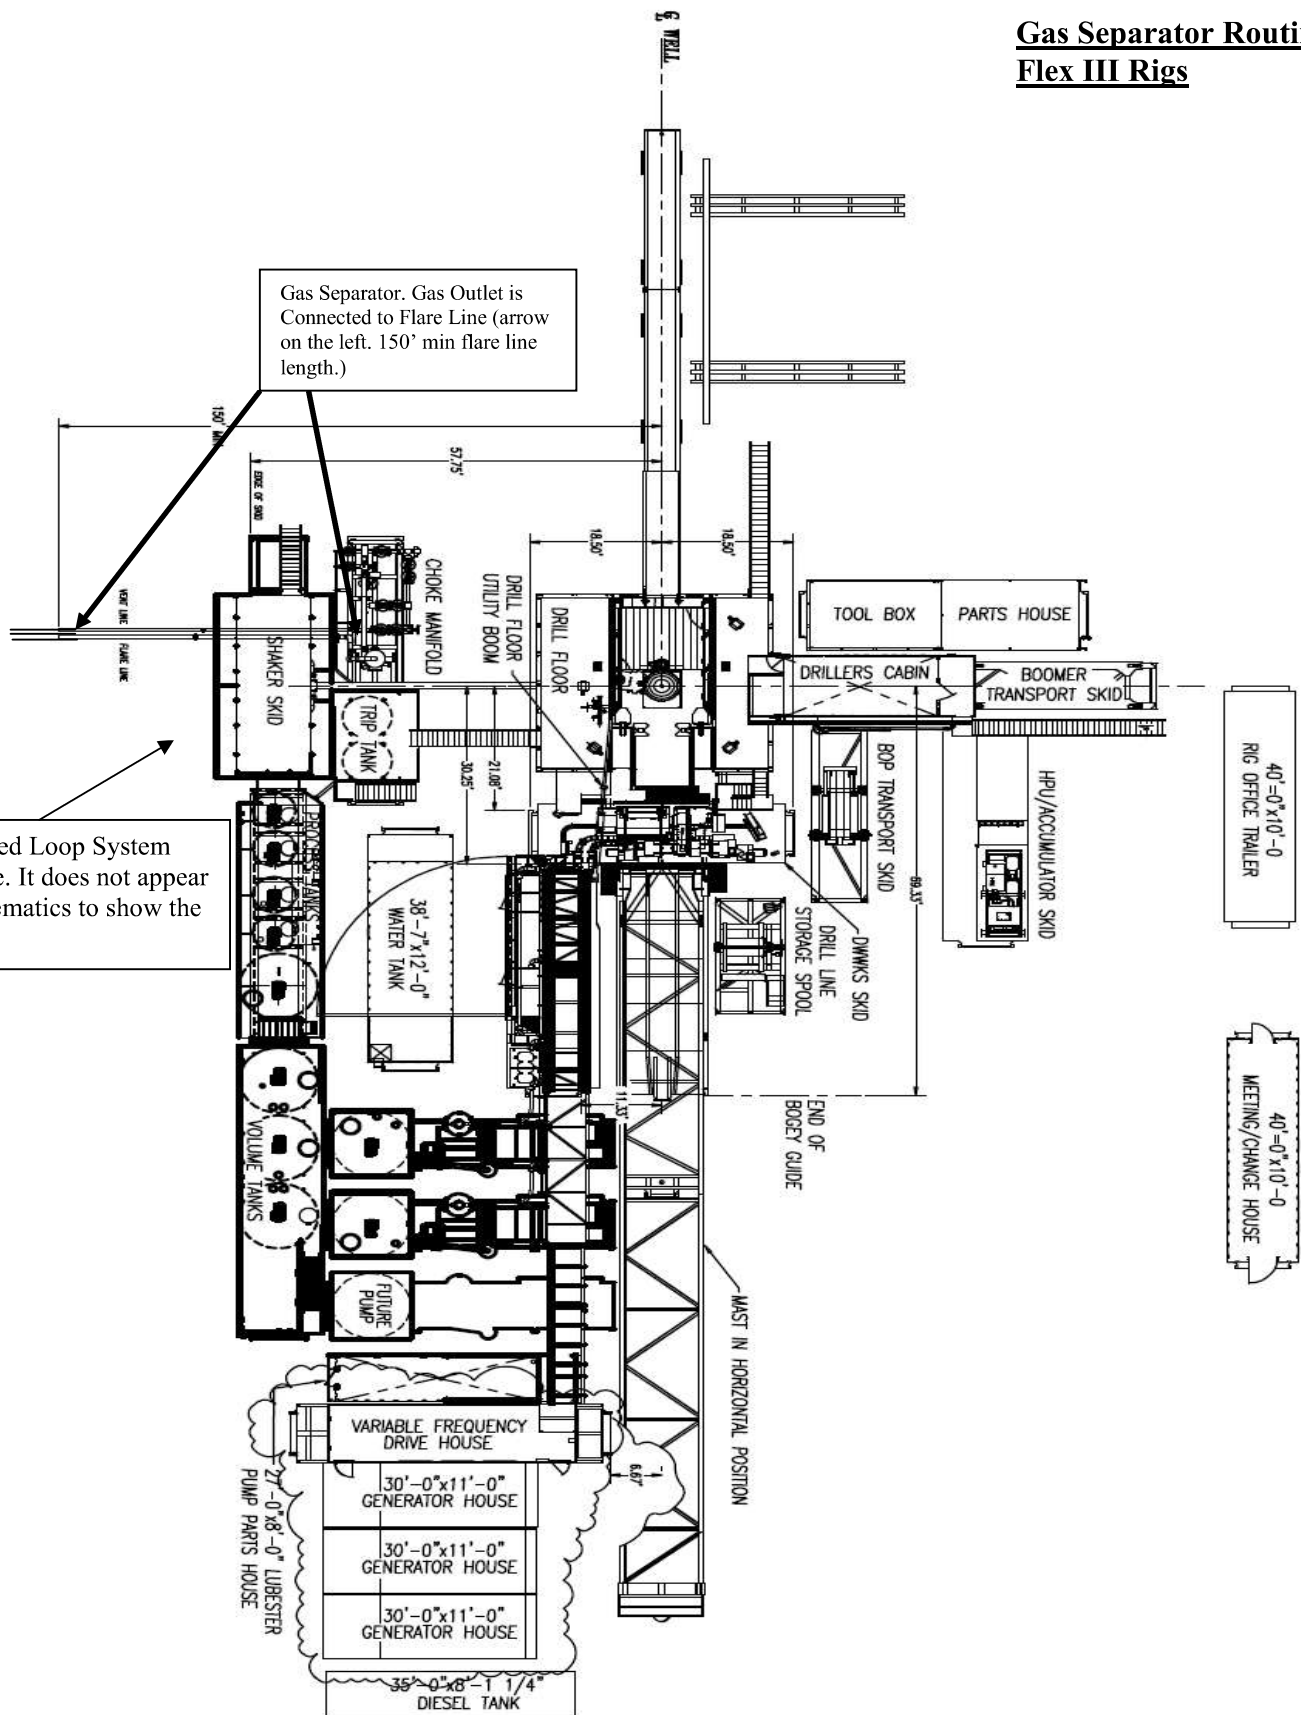 Gas Separator Routi
Flex III Rigs
℄ WELL
Gas Separator. Gas Outlet is
Connected to Flare Line (arrow
on the left. 150’ min flare line
length.)
150' MIN
57.75'
EDGE OF SKID
18.50'
18.50'
CHOKE MANIFOLD
DRILL FLOOR
UTILITY BOOM
DRILL FLOOR
TOOL BOX
PARTS HOUSE
VENT LINE
FLARE LINE
SHAKER SKID
DRILLERS CABIN
BOOMER
TRANSPORT SKID
TRIP TANK
30.25'
21.08'
BOP TRANSPORT SKID
HPU/ACCUMULATOR SKID
40'=0"x10'-0
RIG OFFICE TRAILER
ed Loop System
e. It does not appear
ematics to show the
PROCESS TANKS
38'-7"x12'-0"
WATER TANK
69.33'
DWWKS SKID
DRILL LINE
STORAGE SPOOL
40'=0"x10'-0
MEETING/CHANGE HOUSE
11.33'
END OF
BOGEY GUIDE
VOLUME TANKS
FUTURE
PUMP
MAST IN HORIZONTAL POSITION
VARIABLE FREQUENCY
DRIVE HOUSE
6.67'
27'-0"x8'-0" LUBESTER
PUMP PARTS HOUSE
30'-0"x11'-0"
GENERATOR HOUSE
30'-0"x11'-0"
GENERATOR HOUSE
30'-0"x11'-0"
GENERATOR HOUSE
35'-0"x8'-1 1/4"
DIESEL TANK